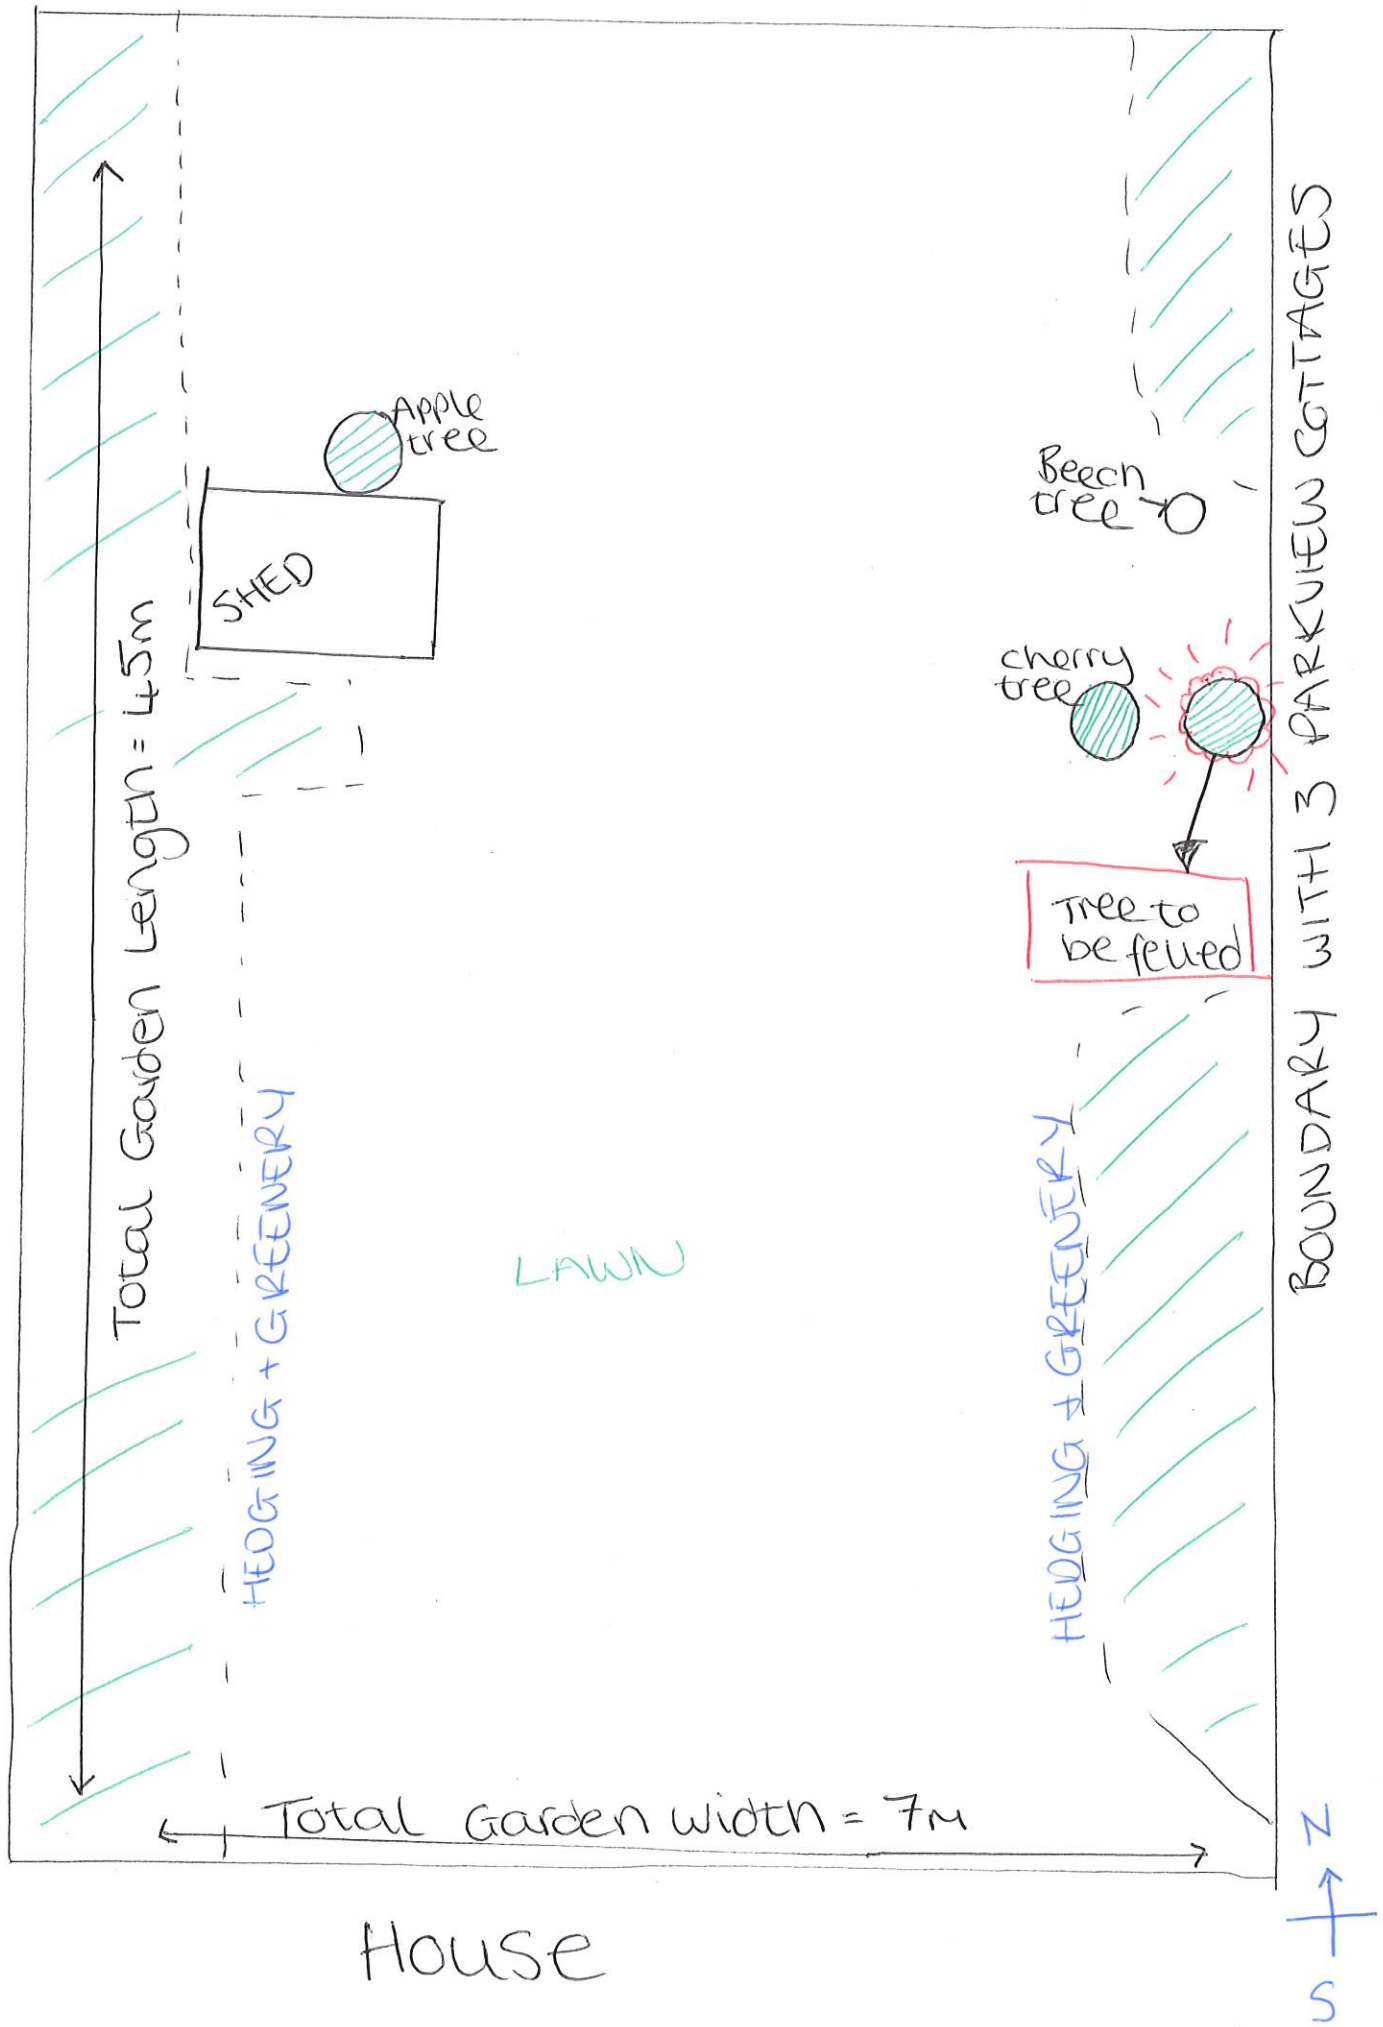 Apple
tree
SHED
Beech
tree
cherry
tree
Tree to
be felled
Total Garden Length = 45m
BOUNDARY WITH 3 PARKVIEW COTTAGES
HEDGING + GREENERY
HEDGING + GREENERY
LAWN
Total Garden width = 7m
House
N
S